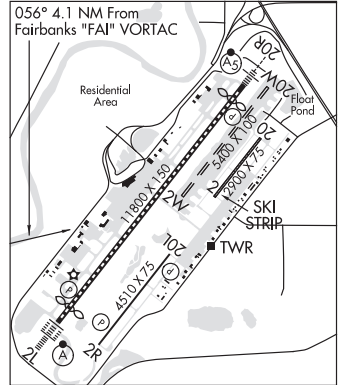 056° 4.1 NM From
Fairbanks "FAI" VORTAC
20R
A5
20W
Residential
Area
Float
Pond
P
20
5400 X 100
11800 X 150
2900 X 75
2
2W
SKI
STRIP
20L
TWR
P
P
4510 X 75
P
2L
A
2R